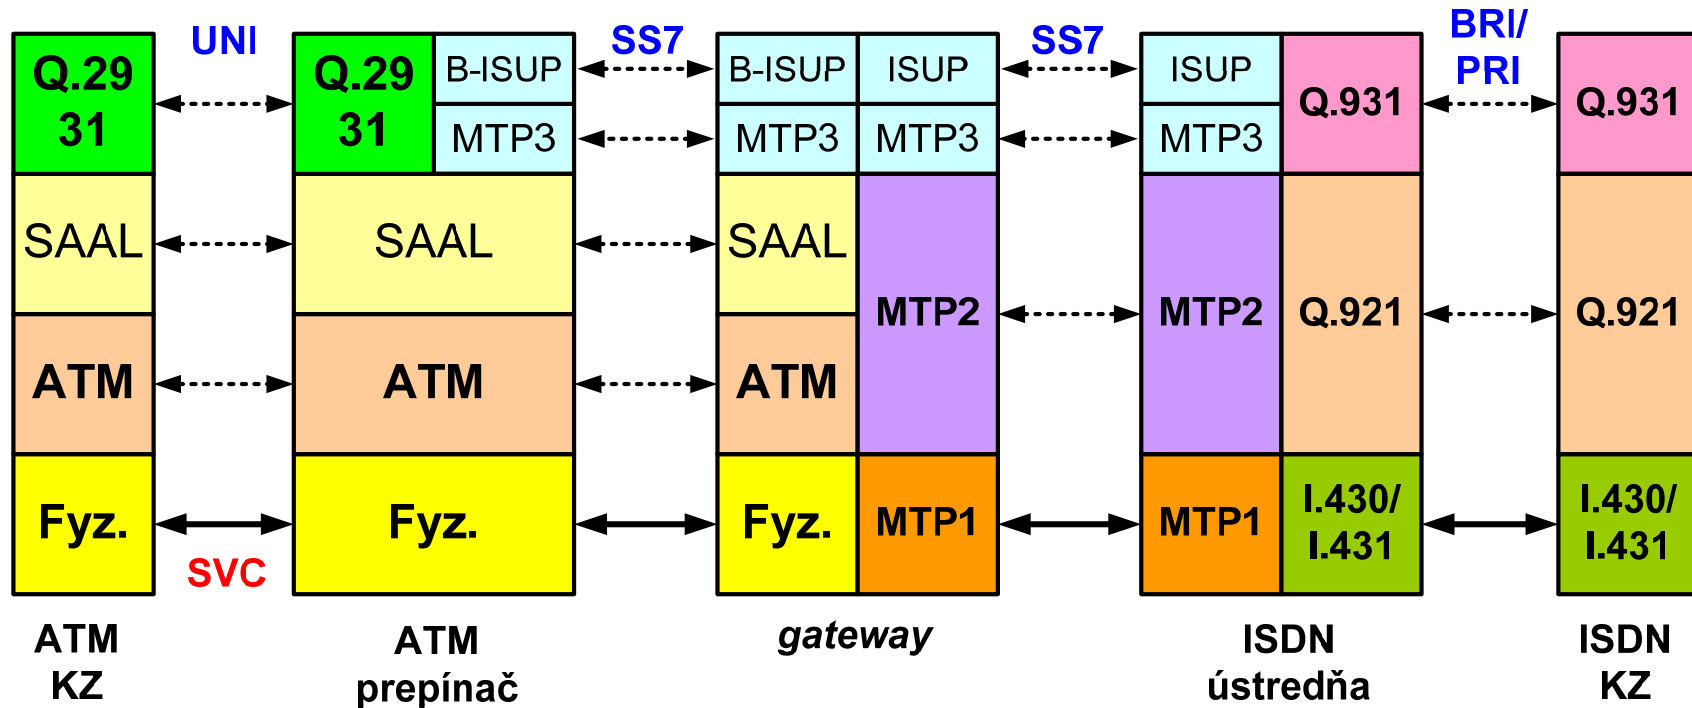 UNI
SS7
SS7
BRI/
PRI
Q.29
31
Q.29
31
B-ISUP
MTP3
B-ISUP
ISUP
MTP3
MTP3
ISUP
MTP3
Q.931
Q.931
SAAL
SAAL
SAAL
MTP2
MTP2
Q.921
Q.921
ATM
ATM
ATM
Fyz.
SVC
Fyz.
Fyz.
MTP1
MTP1
I.430/
I.431
I.430/
I.431
ATM
KZ
ATM
prepínač
gateway
ISDN
ústredňa
ISDN
KZ